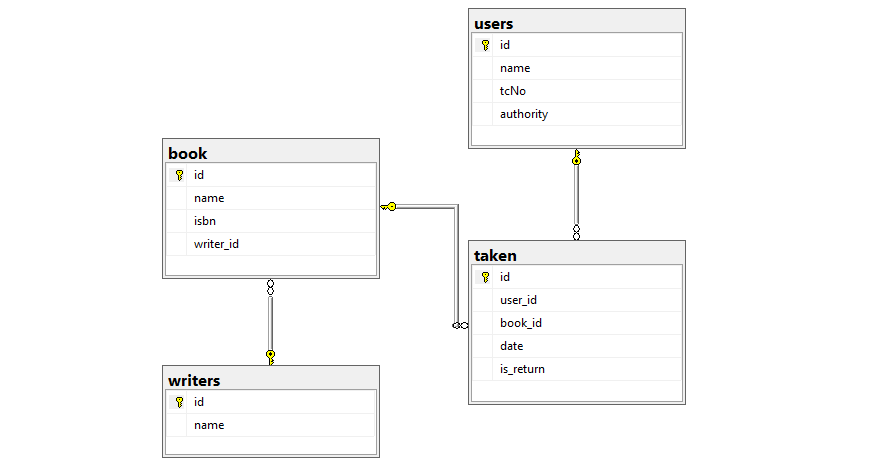 users
id
name
tcNo
authority
book
id
name
isbn
writer_id
taken
id
user_id
book_id
date
is_return
writers
id
name